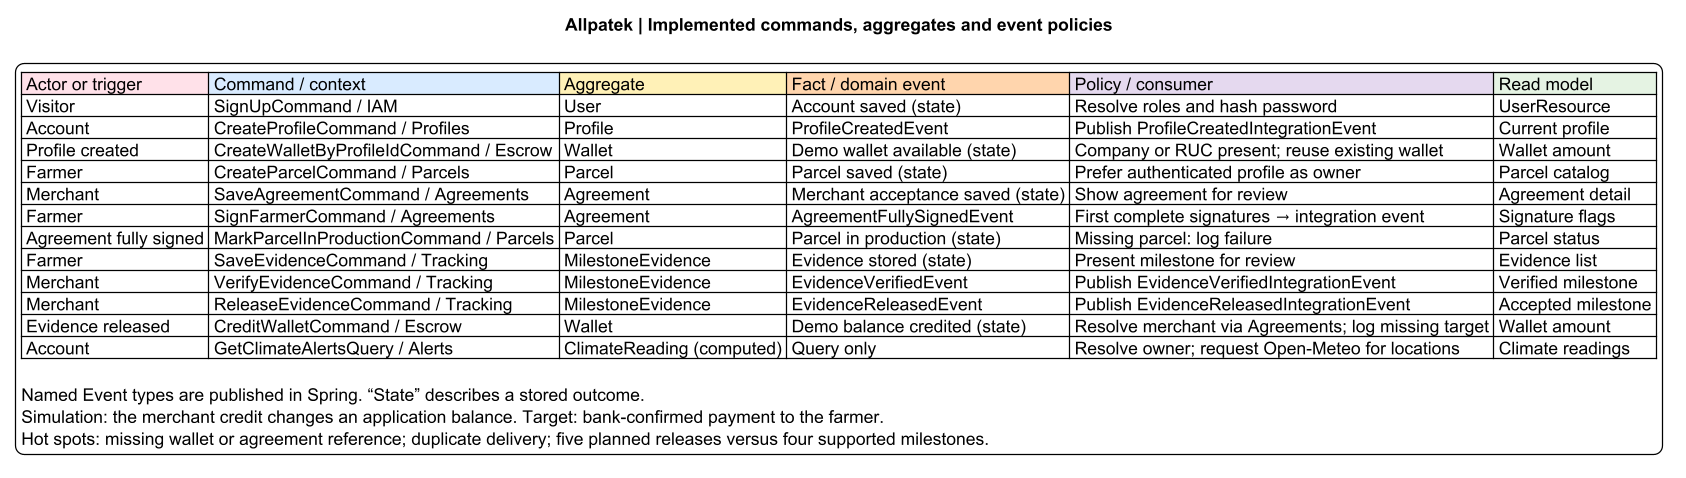 Allpatek | Implemented commands, aggregates and event policies
Actor or trigger Command / context Aggregate Fact / domain event Policy / consumer Read model
Visitor SignUpCommand / IAM User Account saved (state) Resolve roles and hash password UserResource
Account CreateProfileCommand / Profiles Profile ProfileCreatedEvent Publish ProfileCreatedIntegrationEvent Current profile
Profile created CreateWalletByProfileIdCommand / Escrow Wallet Demo wallet available (state) Company or RUC present; reuse existing wallet Wallet amount
Farmer CreateParcelCommand / Parcels Parcel Parcel saved (state) Prefer authenticated profile as owner Parcel catalog
Merchant SaveAgreementCommand / Agreements Agreement Merchant acceptance saved (state) Show agreement for review Agreement detail
Farmer SignFarmerCommand / Agreements Agreement AgreementFullySignedEvent First complete signatures → integration event Signature flags
Agreement fully signed MarkParcelInProductionCommand / Parcels Parcel Parcel in production (state) Missing parcel: log failure Parcel status
Farmer SaveEvidenceCommand / Tracking MilestoneEvidence Evidence stored (state) Present milestone for review Evidence list
Merchant VerifyEvidenceCommand / Tracking MilestoneEvidence EvidenceVerifiedEvent Publish EvidenceVerifiedIntegrationEvent Verified milestone
Merchant ReleaseEvidenceCommand / Tracking MilestoneEvidence EvidenceReleasedEvent Publish EvidenceReleasedIntegrationEvent Accepted milestone
Evidence released CreditWalletCommand / Escrow Wallet Demo balance credited (state) Resolve merchant via Agreements; log missing target Wallet amount
Account GetClimateAlertsQuery / Alerts ClimateReading (computed) Query only Resolve owner; request Open-Meteo for locations Climate readings
Named Event types are published in Spring. “State” describes a stored outcome.
Simulation: the merchant credit changes an application balance. Target: bank-confirmed payment to the farmer.
Hot spots: missing wallet or agreement reference; duplicate delivery; five planned releases versus four supported milestones.